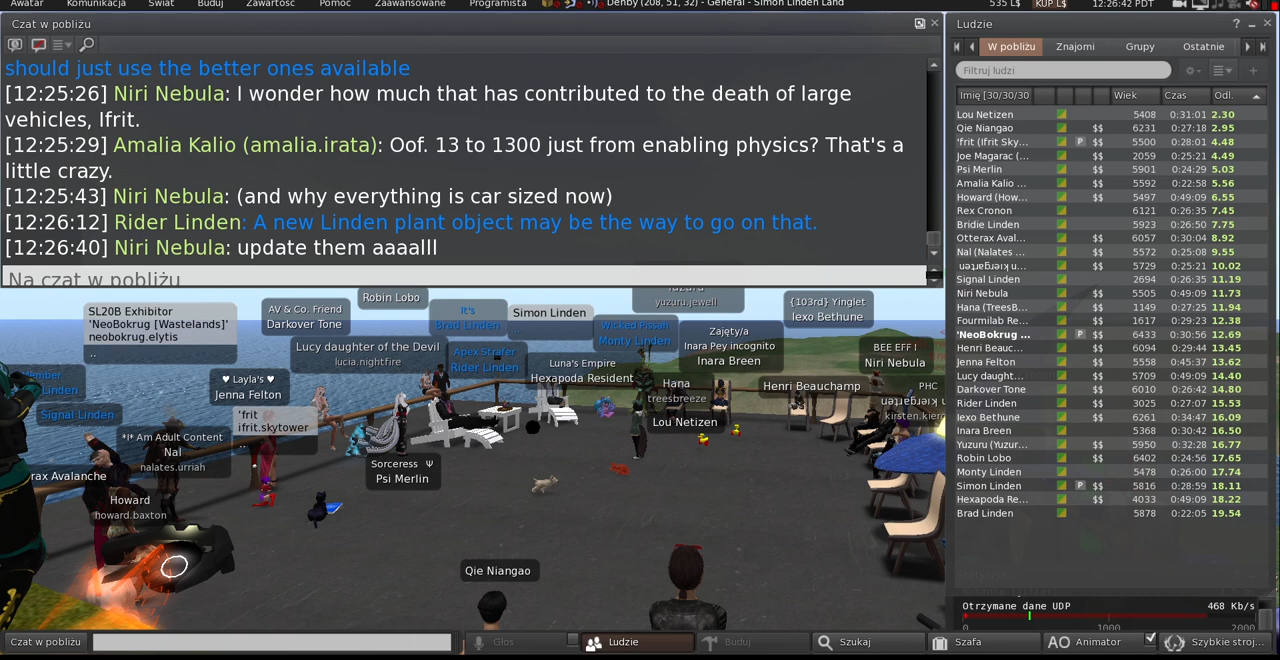 Awatar Komunikacja Świat Buduj Zawartość Pomoc Zaawansowane Programista Denby (208, 51, 32) - General - Simon Linden Land 535 L$ KUP L$ 12:26:42 PDT
Czat w pobliżu
should just use the better ones available
[12:25:26] Niri Nebula: I wonder how much that has contributed to the death of large
vehicles, Ifrit.
[12:25:29] Amalia Kalio (amalia.irata): Oof. 13 to 1300 just from enabling physics? That's a
little crazy.
[12:25:43] Niri Nebula: (and why everything is car sized now)
[12:26:12] Rider Linden: A new Linden plant object may be the way to go on that.
[12:26:40] Niri Nebula: update them aaaalll
Na czat w pobliżu
SL20B Exhibitor
'NeoBokrug [Wastelands]'
neobokrug.elytis
..
AV & Co. Friend
Darkover Tone
Robin Lobo
It's
Brad Linden
Simon Linden
..
Wicked Pissah
Monty Linden
yuzuru.jewell
Zajęty/a
Inara Pey incognito
Inara Breen
{103rd} Yinglet
Iexo Bethune
Lucy daughter of the Devil
lucia.nightfire
Apex Strafer
Rider Linden
Luna's Empire
Hexapoda Resident
BEE EFF !
Niri Nebula
Linden
♥ Layla's ♥
Jenna Felton
Hana
treesbreeze
Henri Beauchamp
PHC
kirsten.kiern
Signal Linden
'frit
ifrit.skytower
..
Lou Netizen
*I* Am Adult Content
Nal
nalates.urriah
rax Avalanche
Sorceress Ψ
Psi Merlin
Howard
howard.baxton
Qie Niangao
Ludzie
W pobliżu Znajomi Grupy Ostatnie
Filtruj ludzi
Imię [30/30/30 Wiek Czas Odl.
Lou Netizen 5408 0:31:01 2.30
Qie Niangao $$ 6231 0:27:18 2.95
'frit (Ifrit Sky... P $$ 5500 0:28:01 4.48
Joe Magarac (... $$ 2059 0:25:21 4.49
Psi Merlin $$ 5901 0:24:29 5.03
Amalia Kalio ... $$ 5592 0:22:58 5.56
Howard (How... $$ 5497 0:49:09 6.55
Rex Cronon 6121 0:26:35 7.45
Bridie Linden 5923 0:26:50 7.75
Otterax Aval... $$ 6057 0:30:04 8.92
Nal (Nalates ... $$ 5572 0:25:08 9.55
$$ 5729 0:25:21 10.02
Signal Linden 2694 0:26:35 11.19
Niri Nebula $$ 5505 0:49:09 11.73
Hana (TreesB... $$ 1149 0:27:25 11.94
Fourmilab Re... $$ 1617 0:29:23 12.38
'NeoBokrug ... P $$ 6433 0:30:56 12.69
Henri Beauc... $$ 6094 0:29:44 13.45
Jenna Felton $$ 5558 0:45:37 13.62
Lucy daught... $$ 5709 0:49:09 14.40
Darkover Tone $$ 6010 0:26:42 14.80
Rider Linden $$ 3025 0:27:07 15.53
Iexo Bethune $$ 6261 0:34:47 16.09
Inara Breen 5368 0:30:42 16.50
Yuzuru (Yuzur... $$ 5950 0:32:28 16.77
Robin Lobo $$ 6402 0:24:56 17.65
Monty Linden 5478 0:26:00 17.74
Simon Linden P $$ 5816 0:28:59 18.11
Hexapoda Re... $$ 4033 0:49:09 18.22
Brad Linden 5878 0:22:05 19.54
Otrzymane dane UDP 468 Kb/s
0 1000 2000
Czat w pobliżu Głos Ludzie Buduj Szukaj Szafa AO Animator Szybkie stroj...